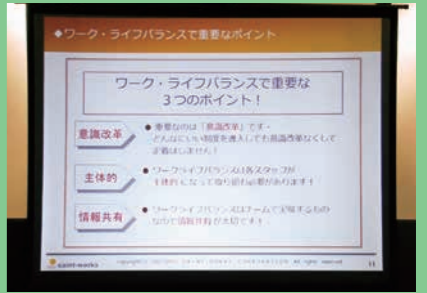 ◆ワーク・ライフバランスで重要なポイント
ワーク・ライフバランスで重要な
3つのポイント！
意識改革
● 重要なのは「意識改革」です。
どんなにいい制度を導入しても意識改革なくして
定着はしません！
主体的
● ワークライフバランスは各スタッフが
主体的になって取り組む必要があります！
情報共有
● ワークライフバランスはチームで実現するもの
なので情報共有が大切です！
saint-works
All rights reserved
11